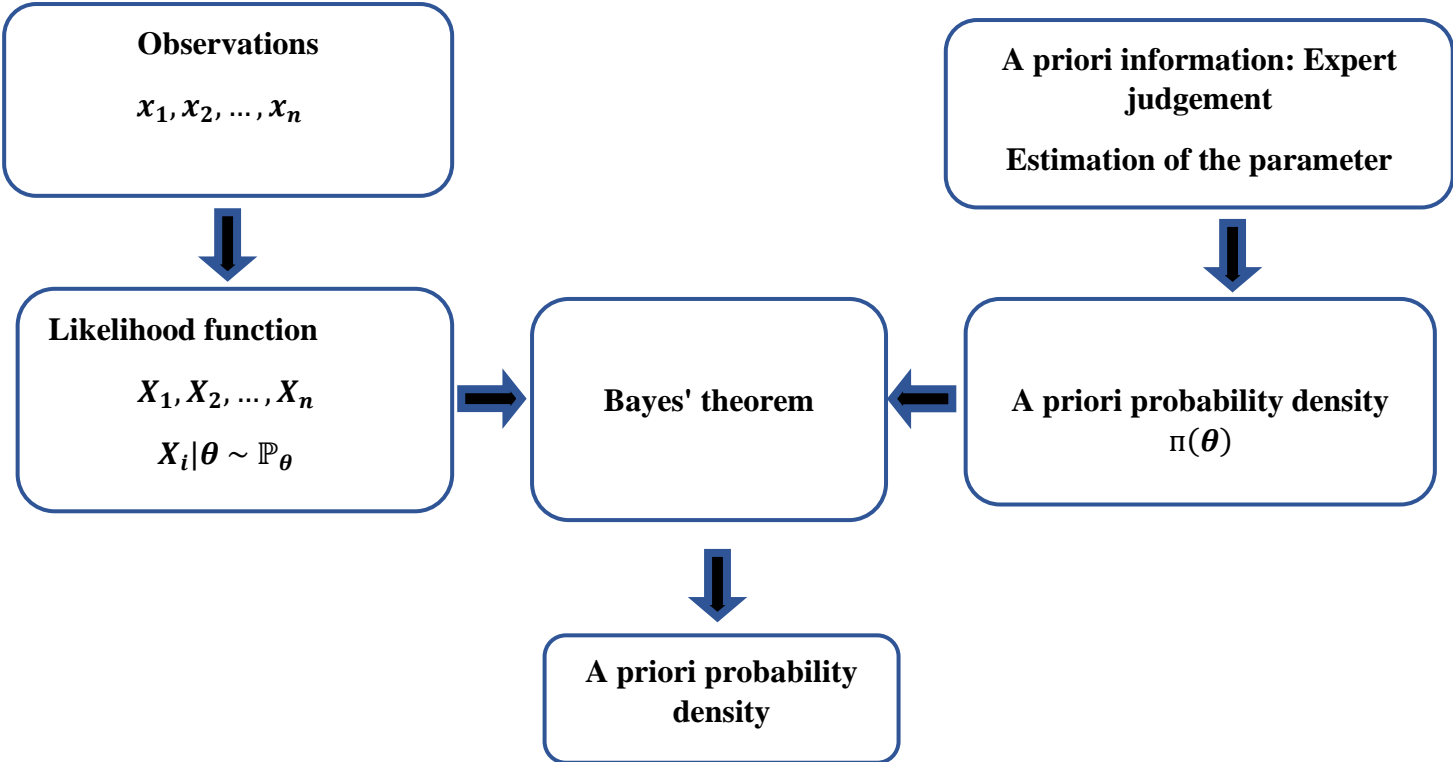 Observations
x₁, x₂, … , xₙ
A priori information: Expert
judgement
Estimation of the parameter
Likelihood function
X₁, X₂, … , Xₙ
Xᵢ|θ ~ ℙ_θ
Bayes' theorem
A priori probability density
π(θ)
A priori probability
density